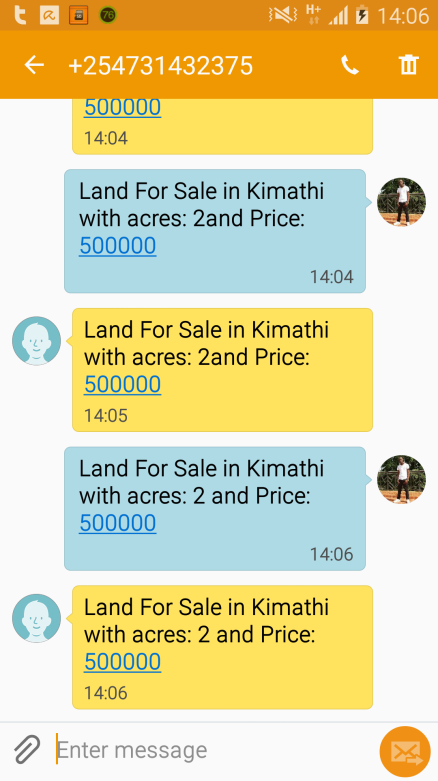 14:06
+254731432375
500000
14:04
Land For Sale in Kimathi
with acres: 2and Price:
500000
14:04
Land For Sale in Kimathi
with acres: 2and Price:
500000
14:05
Land For Sale in Kimathi
with acres: 2 and Price:
500000
14:06
Land For Sale in Kimathi
with acres: 2 and Price:
500000
14:06
Enter message